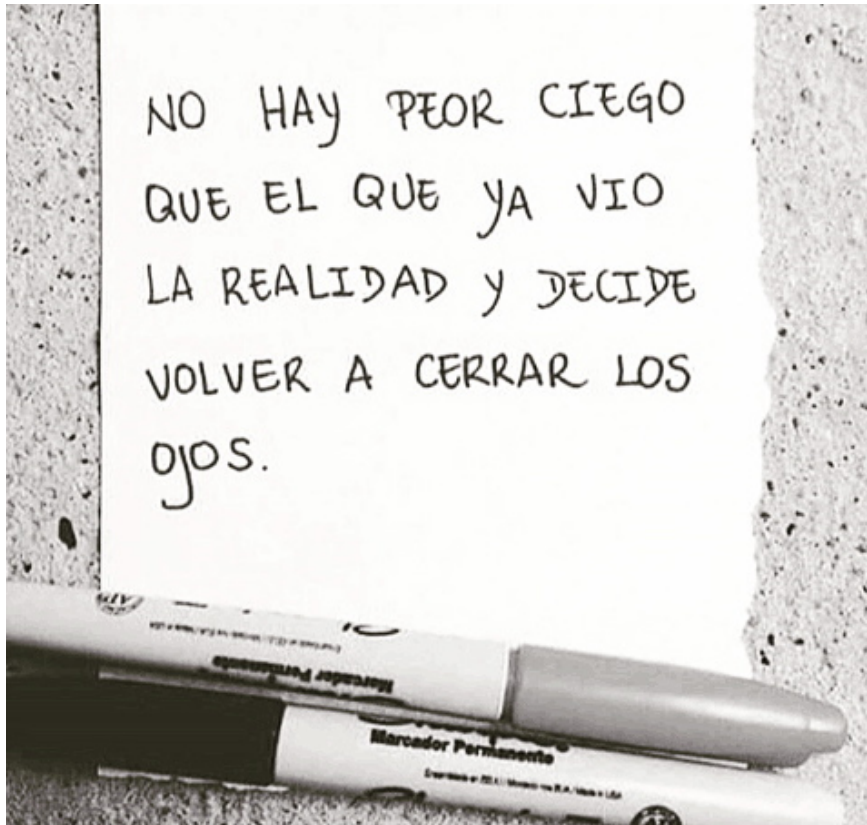 NO HAY PEOR CIEGO
QUE EL QUE YA VIO
LA REALIDAD Y DECIDE
VOLVER A CERRAR LOS
OJOS.
Marcador Permanente
Marcador Permanente